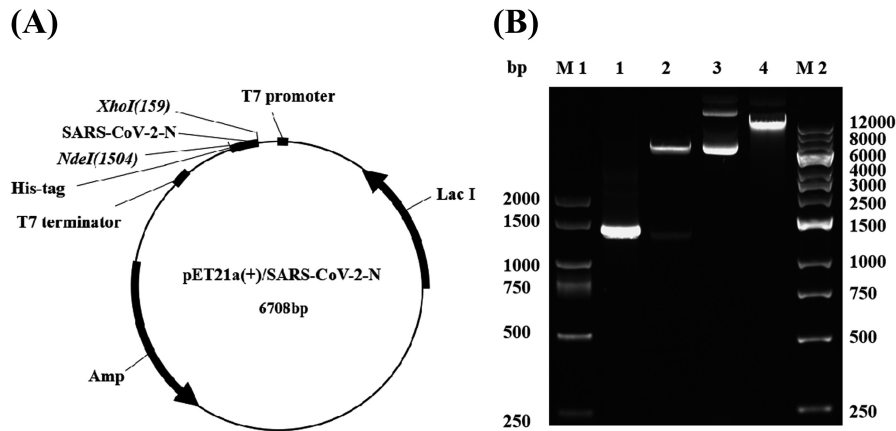 (A)
XhoI(159)
T7 promoter
SARS-CoV-2-N
NdeI(1504)
His-tag
T7 terminator
Lac I
pET21a(+)/SARS-CoV-2-N
6708bp
Amp
(B)
bp M 1 1 2 3 4 M 2
2000
1500
1000
750
500
250
12000
8000
6000
4000
3000
2500
1500
1000
750
500
250